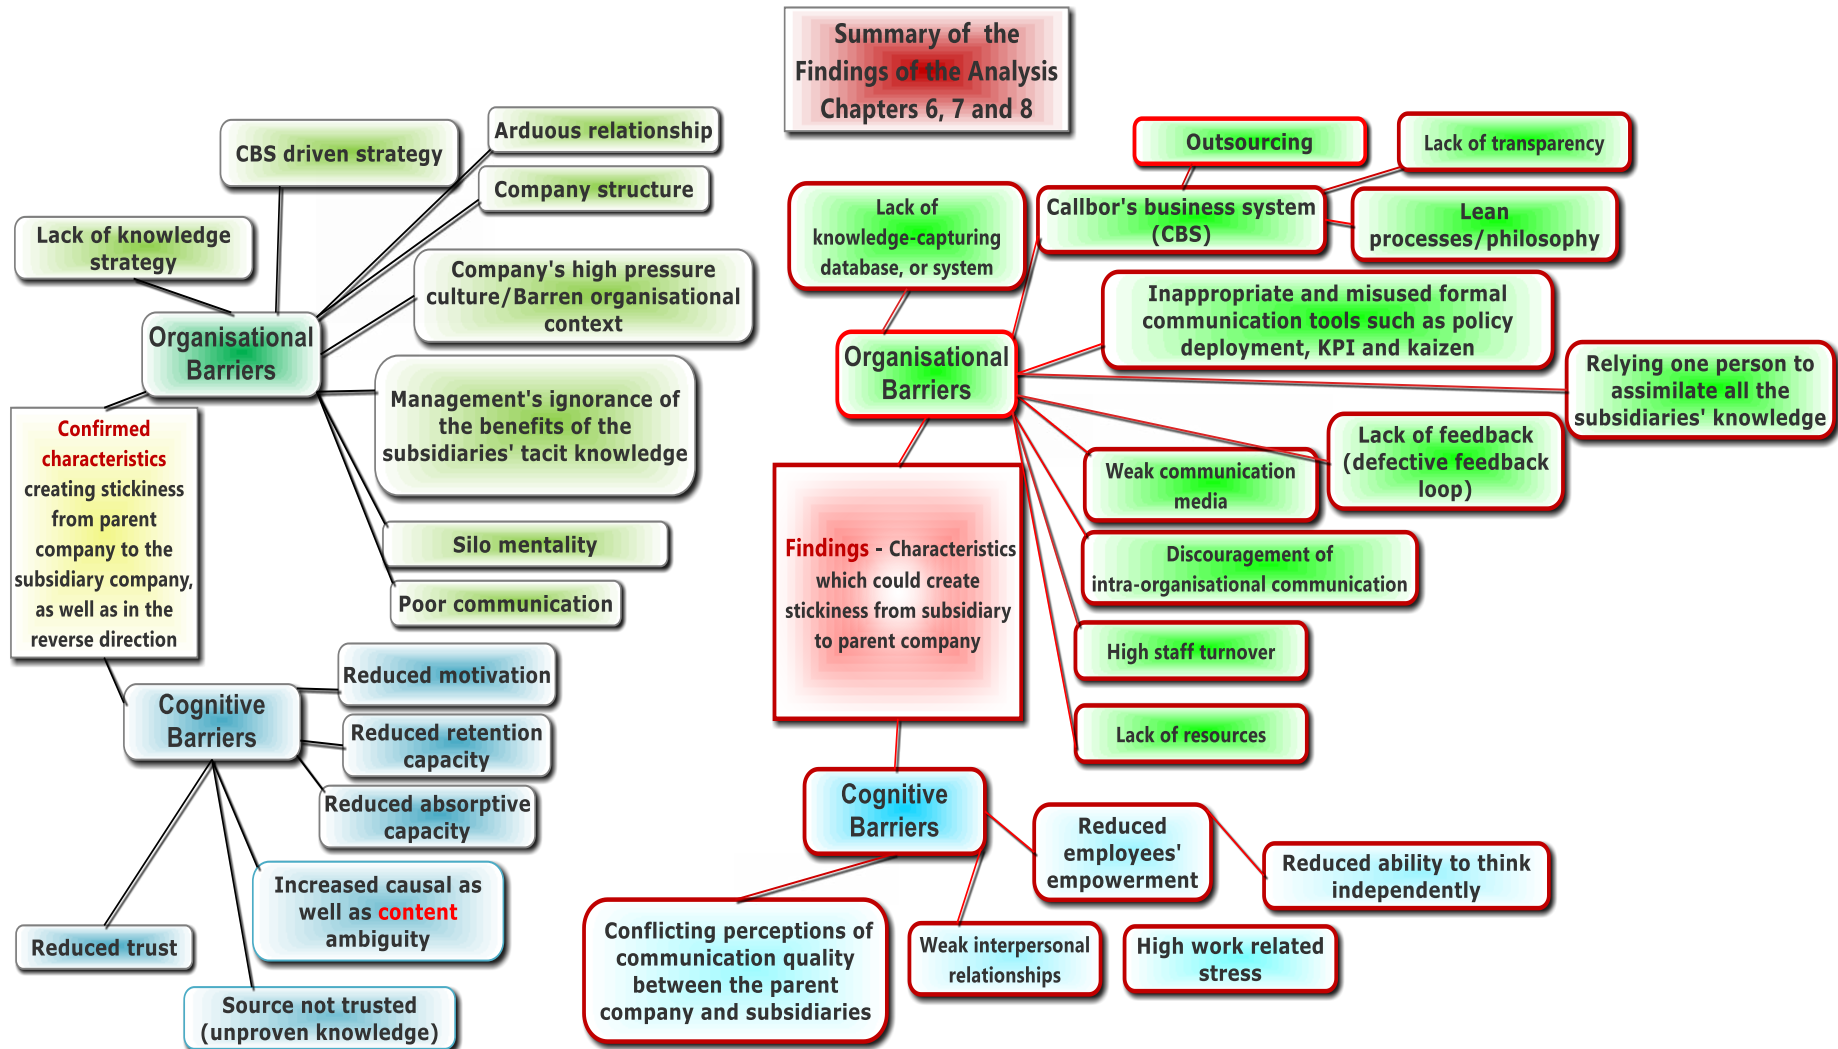 Summary of the
Findings of the Analysis
Chapters 6, 7 and 8
Arduous relationship
CBS driven strategy
Company structure
Lack of knowledge
strategy
Company's high pressure
culture/Barren organisational
context
Organisational
Barriers
Management's ignorance of
the benefits of the
subsidiaries' tacit knowledge
Silo mentality
Poor communication
Confirmed
characteristics
creating stickiness
from parent
company to the
subsidiary company,
as well as in the
reverse direction
Cognitive
Barriers
Reduced motivation
Reduced retention
capacity
Reduced absorptive
capacity
Increased causal as
well as content
ambiguity
Reduced trust
Source not trusted
(unproven knowledge)
Outsourcing
Lack of transparency
Lack of
knowledge-capturing
database, or system
Callbor's business system
(CBS)
Lean
processes/philosophy
Inappropriate and misused formal
communication tools such as policy
deployment, KPI and kaizen
Organisational
Barriers
Relying one person to
assimilate all the
subsidiaries' knowledge
Lack of feedback
(defective feedback
loop)
Weak communication
media
Discouragement of
intra-organisational communication
High staff turnover
Lack of resources
Findings - Characteristics
which could create
stickiness from subsidiary
to parent company
Cognitive
Barriers
Reduced
employees'
empowerment
Reduced ability to think
independently
Conflicting perceptions of
communication quality
between the parent
company and subsidiaries
Weak interpersonal
relationships
High work related
stress